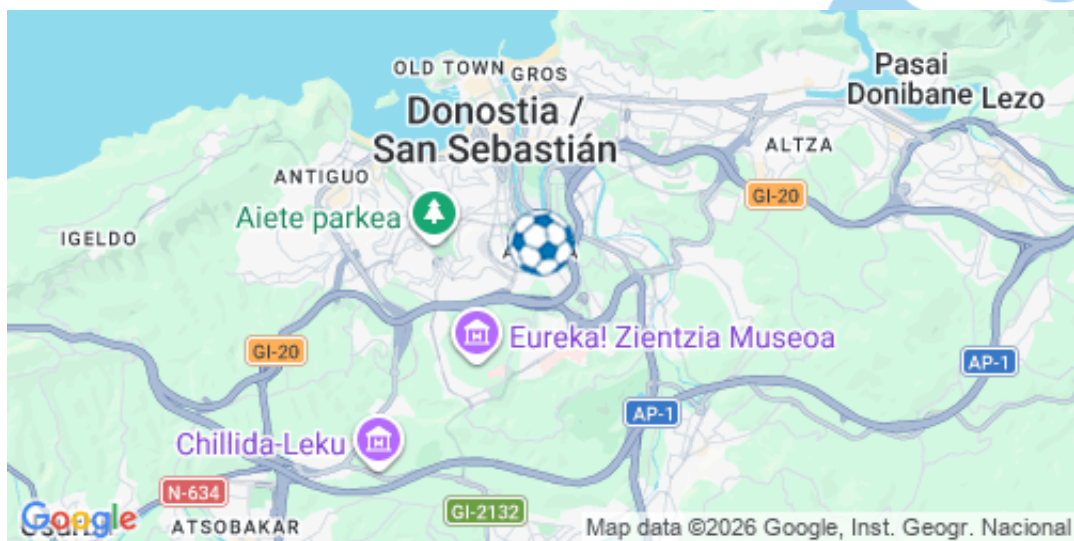 OLD TOWN
GROS
Donostia /
San Sebastián
Pasai
Donibane
Lezo
ALTZA
ANTIGUO
GI-20
Aiete parkea
IGELDO
Eureka! Zientzia Museoa
GI-20
AP-1
AP-1
Chillida-Leku
N-634
GI-2132
Google
ATSOBAKAR
Map data ©2026 Google, Inst. Geogr. Nacional